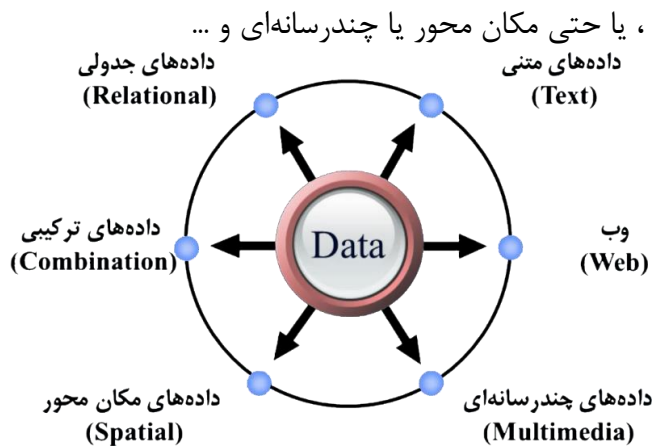 ، یا حتی مکان محور یا چندرسانه‌ای و ...
داده‌های متنی
(Text)
داده‌های جدولی
(Relational)
وب
(Web)
Data
داده‌های ترکیبی
(Combination)
داده‌های چندرسانه‌ای
(Multimedia)
داده‌های مکان محور
(Spatial)